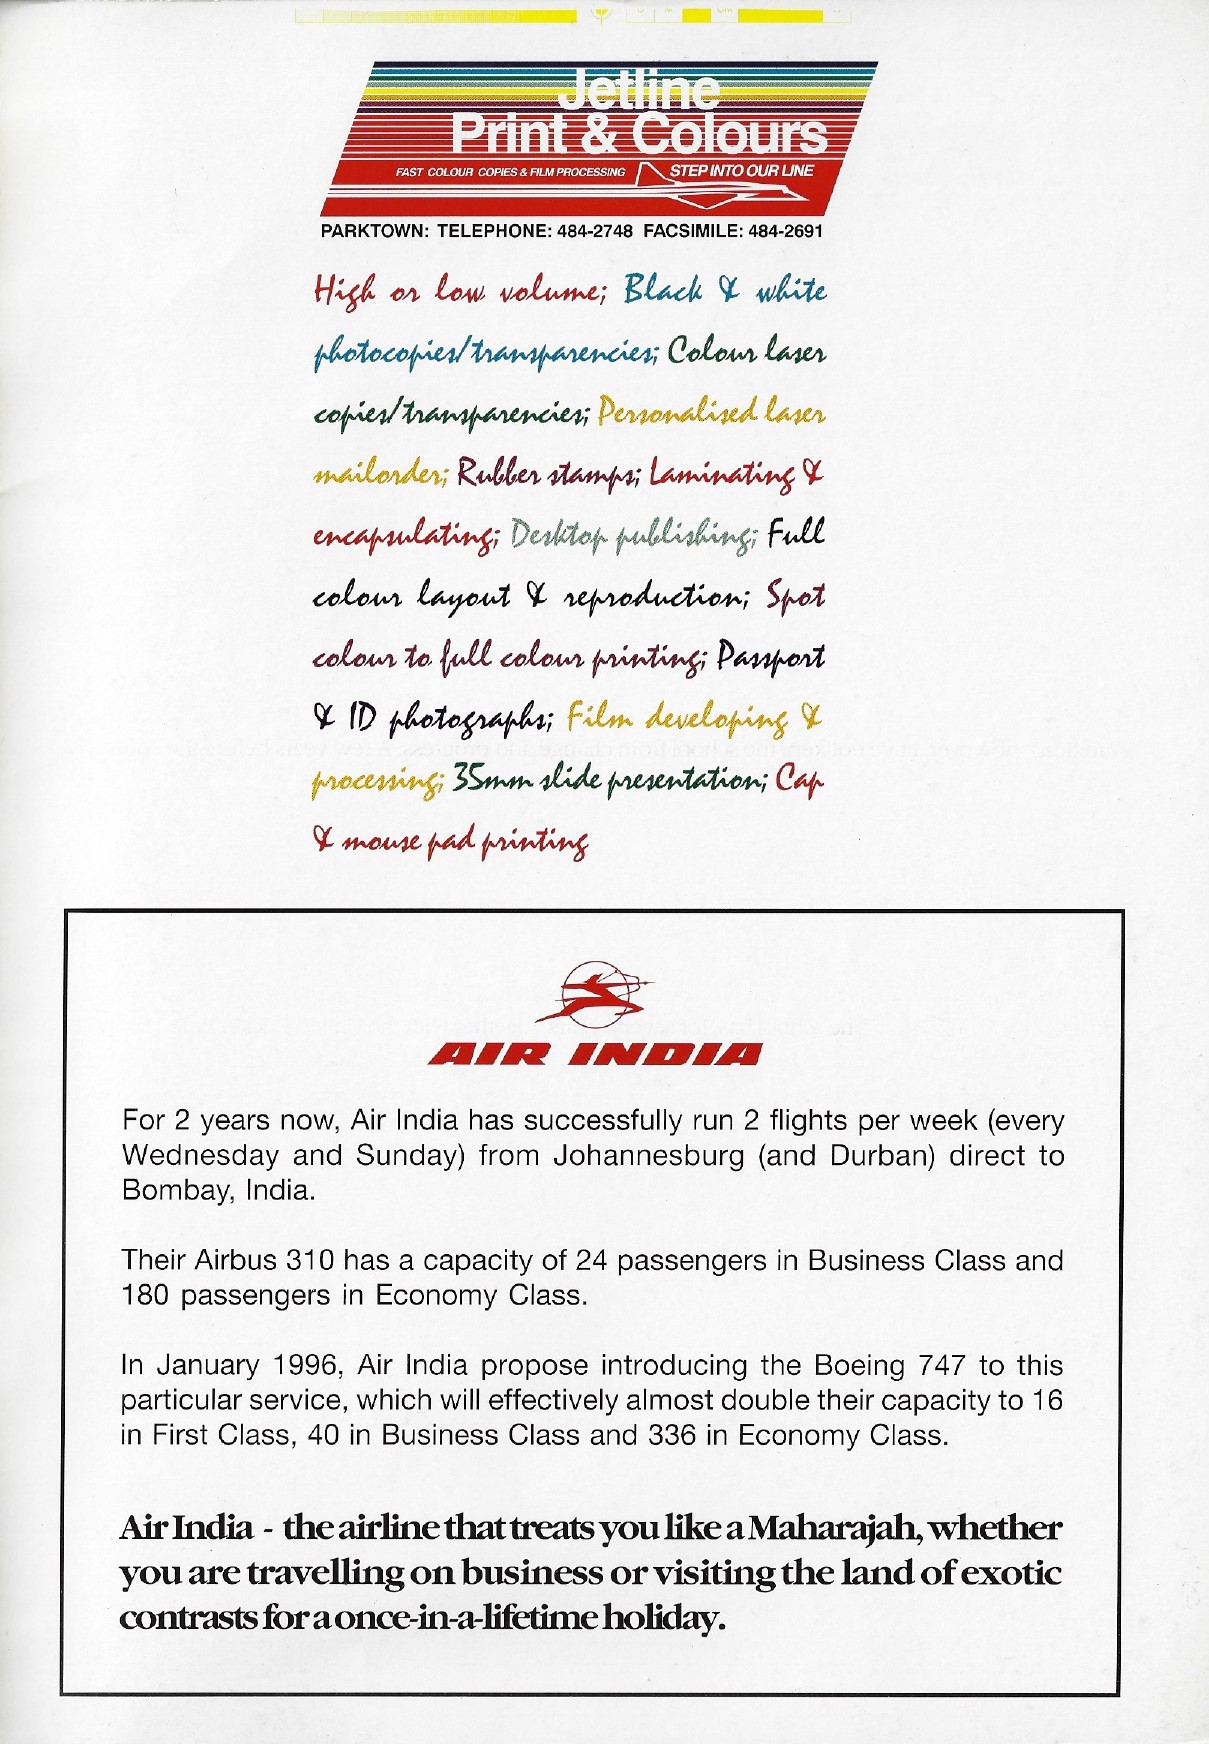 Jetline
Print & Colours
FAST COLOUR COPIES & FILM PROCESSING STEP INTO OUR LINE
PARKTOWN: TELEPHONE: 484-2748 FACSIMILE: 484-2691
High or low volume; Black & white
photocopies/transparencies; Colour laser
copies/transparencies; Personalised laser
mailorder; Rubber stamps; Laminating &
encapsulating; Desktop publishing; Full
colour layout & reproduction; Spot
colour to full colour printing; Passport
& ID photographs; Film developing &
processing; 35mm slide presentation; Cap
& mouse pad printing
AIR INDIA
For 2 years now, Air India has successfully run 2 flights per week (every
Wednesday and Sunday) from Johannesburg (and Durban) direct to
Bombay, India.
Their Airbus 310 has a capacity of 24 passengers in Business Class and
180 passengers in Economy Class.
In January 1996, Air India propose introducing the Boeing 747 to this
particular service, which will effectively almost double their capacity to 16
in First Class, 40 in Business Class and 336 in Economy Class.
Air India - the airline that treats you like a Maharajah, whether
you are travelling on business or visiting the land of exotic
contrasts for a once-in-a-lifetime holiday.